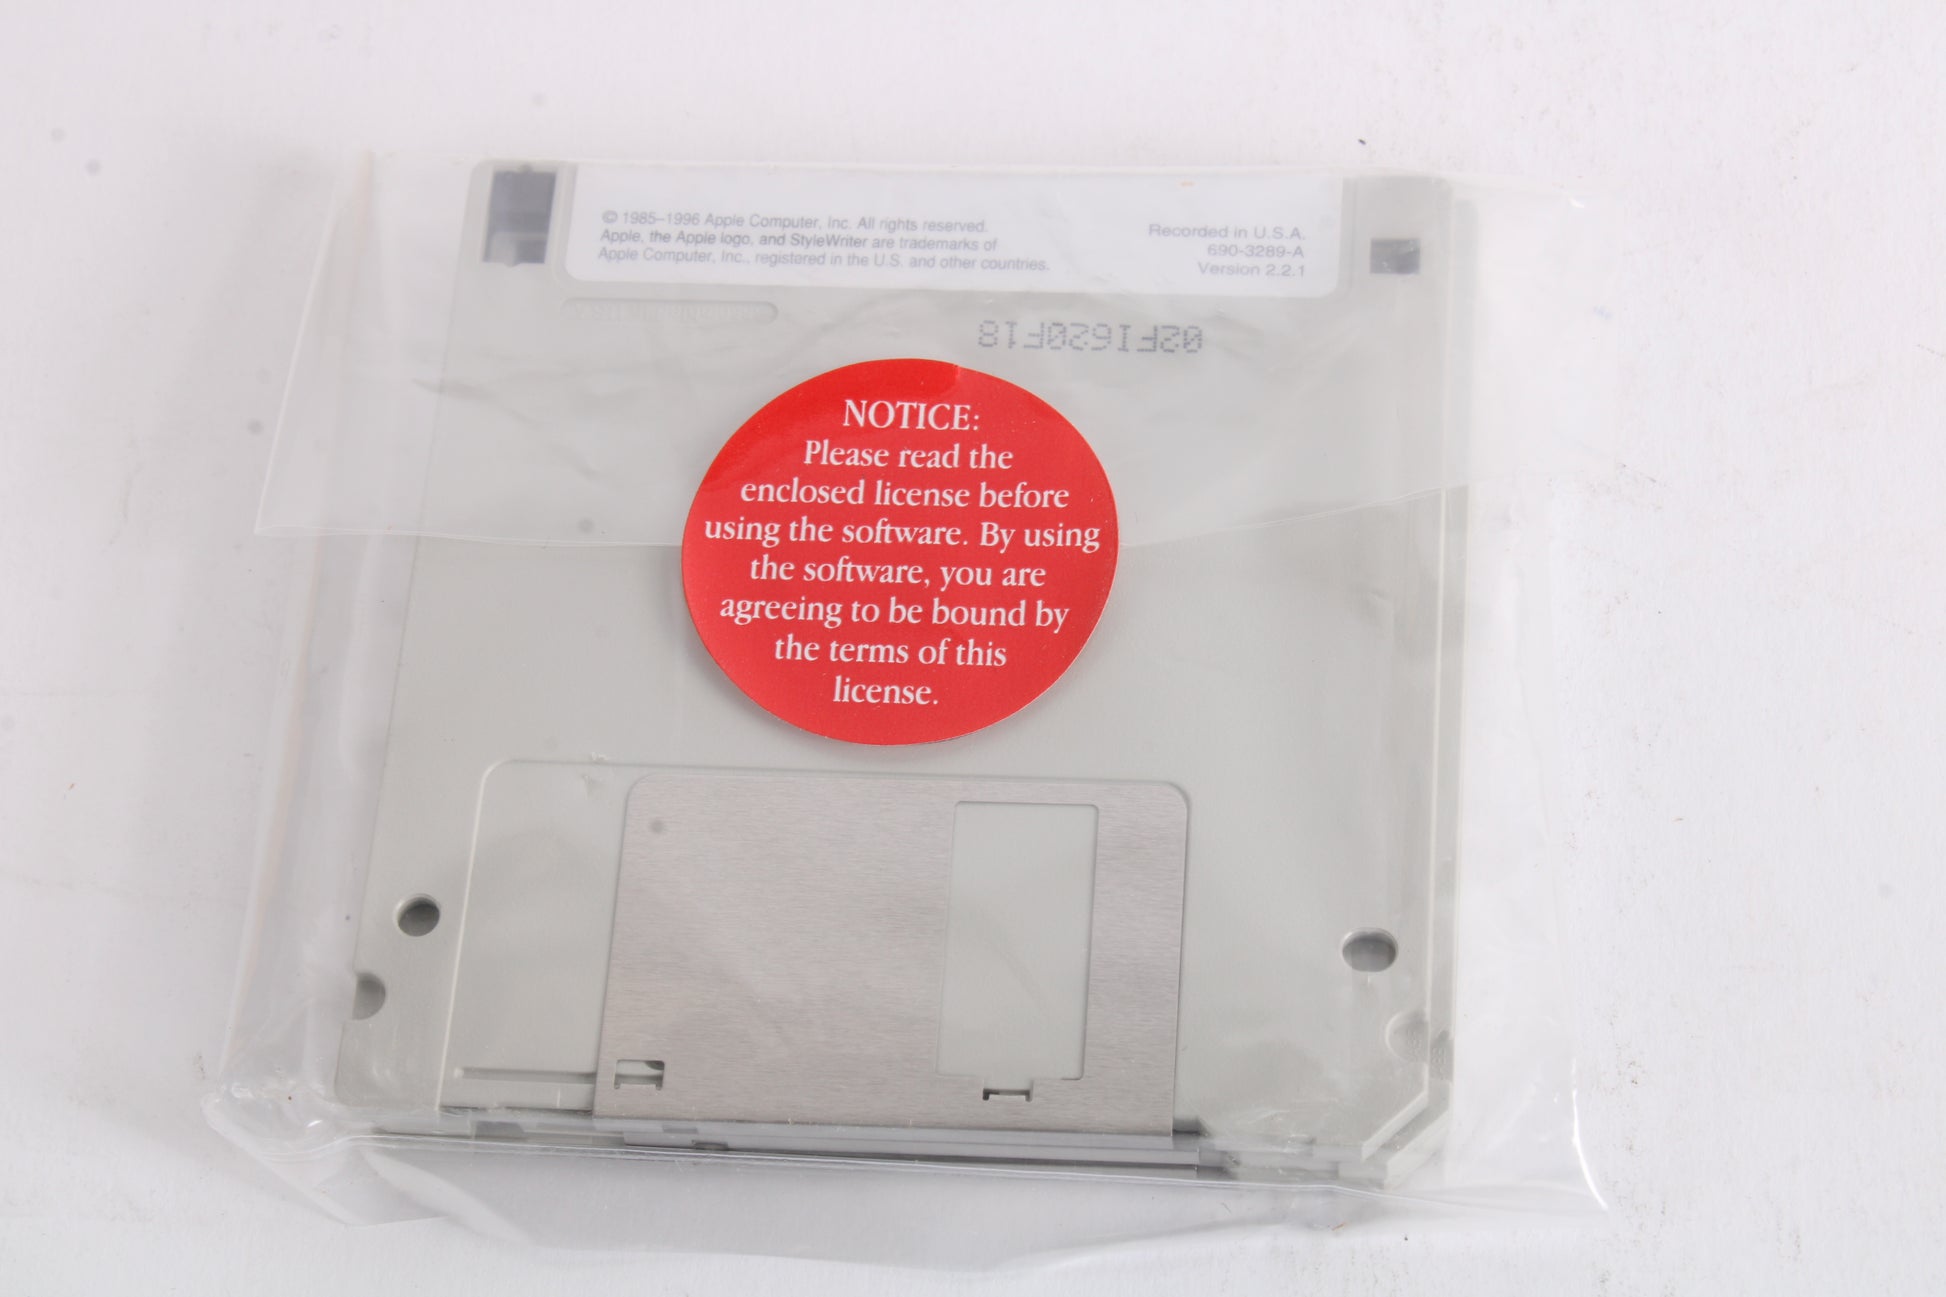 © 1985–1996 Apple Computer, Inc. All rights reserved.
Apple, the Apple logo, and StyleWriter are trademarks of
Apple Computer, Inc., registered in the U.S. and other countries.
Recorded in U.S.A.
690-3289-A
Version 2.2.1
02FI620F18
NOTICE:
Please read the
enclosed license before
using the software. By using
the software, you are
agreeing to be bound by
the terms of this
license.